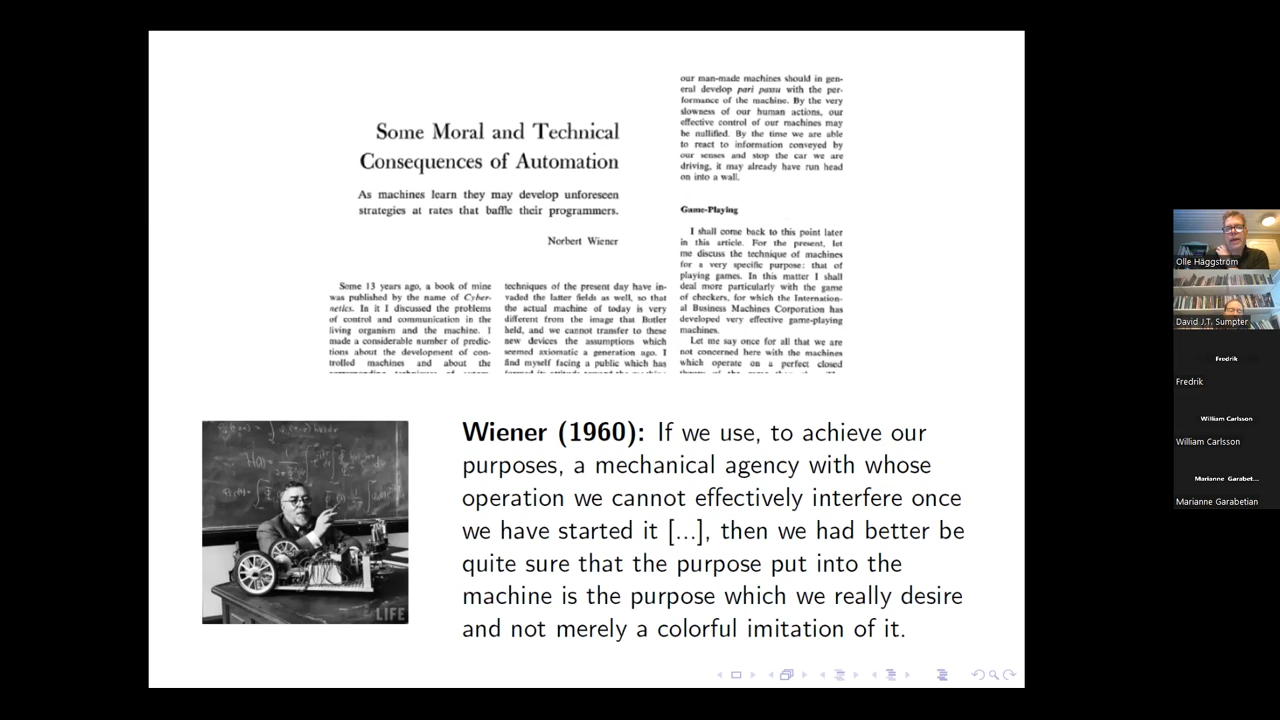 Some Moral and Technical
Consequences of Automation
As machines learn they may develop unforeseen
strategies at rates that baffle their programmers.
Norbert Wiener
Some 13 years ago, a book of mine
was published by the name of Cyber-
netics. In it I discussed the problems
of control and communication in the
living organism and the machine. I
made a considerable number of predic-
tions about the development of con-
trolled machines and about the
techniques of the present day have in-
vaded the latter fields as well, so that
the actual machine of today is very
different from the image that Butler
held, and we cannot transfer to these
new devices the assumptions which
seemed axiomatic a generation ago. I
find myself facing a public which has
our man-made machines should in gen-
eral develop pari passu with the per-
formance of the machine. By the very
slowness of our human actions, our
effective control of our machines may
be nullified. By the time we are able
to react to information conveyed by
our senses and stop the car we are
driving, it may already have run head
on into a wall.
Game-Playing
I shall come back to this point later
in this article. For the present, let
me discuss the technique of machines
for a very specific purpose: that of
playing games. In this matter I shall
deal more particularly with the game
of checkers, for which the Internation-
al Business Machines Corporation has
developed very effective game-playing
machines.
Let me say once for all that we are
not concerned here with the machines
which operate on a perfect closed
LIFE
Wiener (1960): If we use, to achieve our
purposes, a mechanical agency with whose
operation we cannot effectively interfere once
we have started it [...], then we had better be
quite sure that the purpose put into the
machine is the purpose which we really desire
and not merely a colorful imitation of it.
Olle Häggström
David J.T. Sumpter
Fredrik
Fredrik
William Carlsson
William Carlsson
Marianne Garabet...
Marianne Garabetian